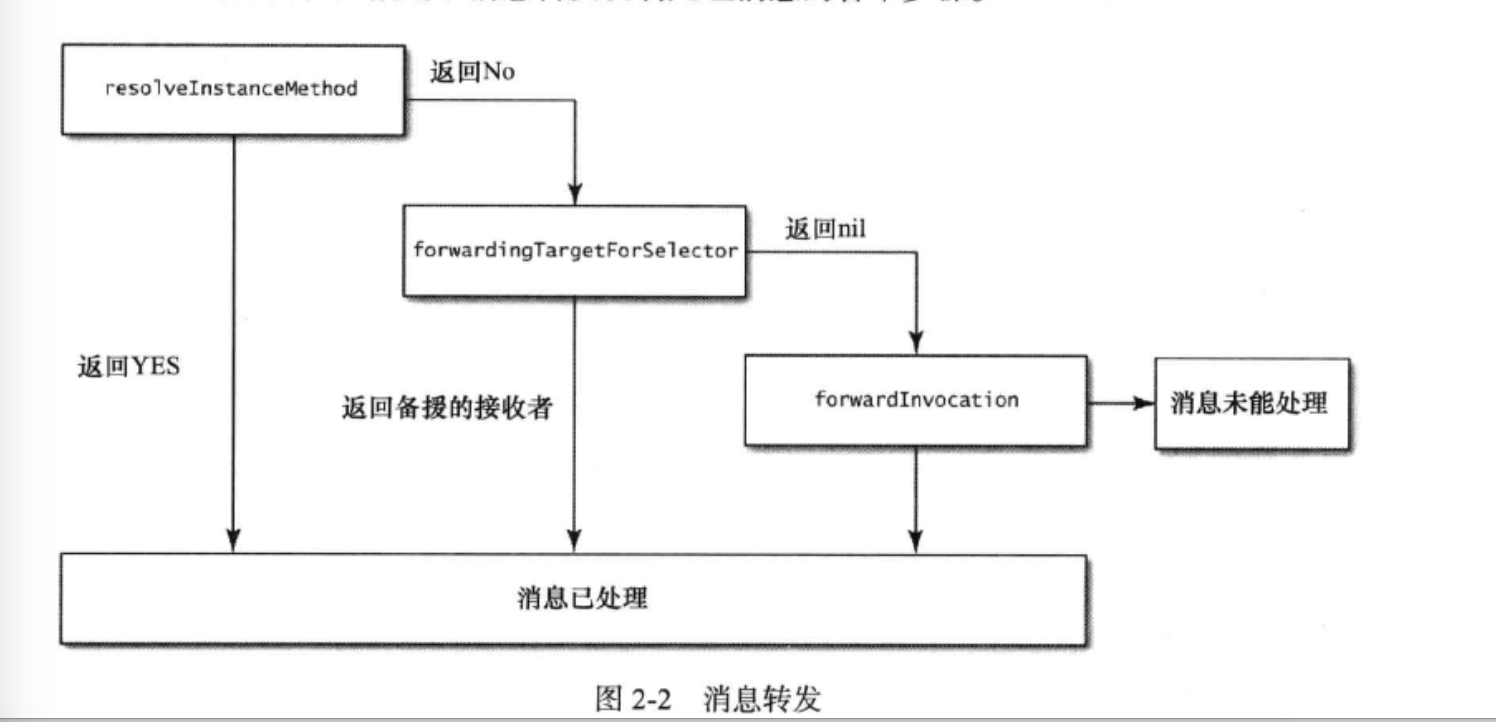 resolveInstanceMethod
返回No
forwardingTargetForSelector
返回nil
返回YES
返回备援的接收者
forwardInvocation
消息未能处理
消息已处理
图 2-2 消息转发